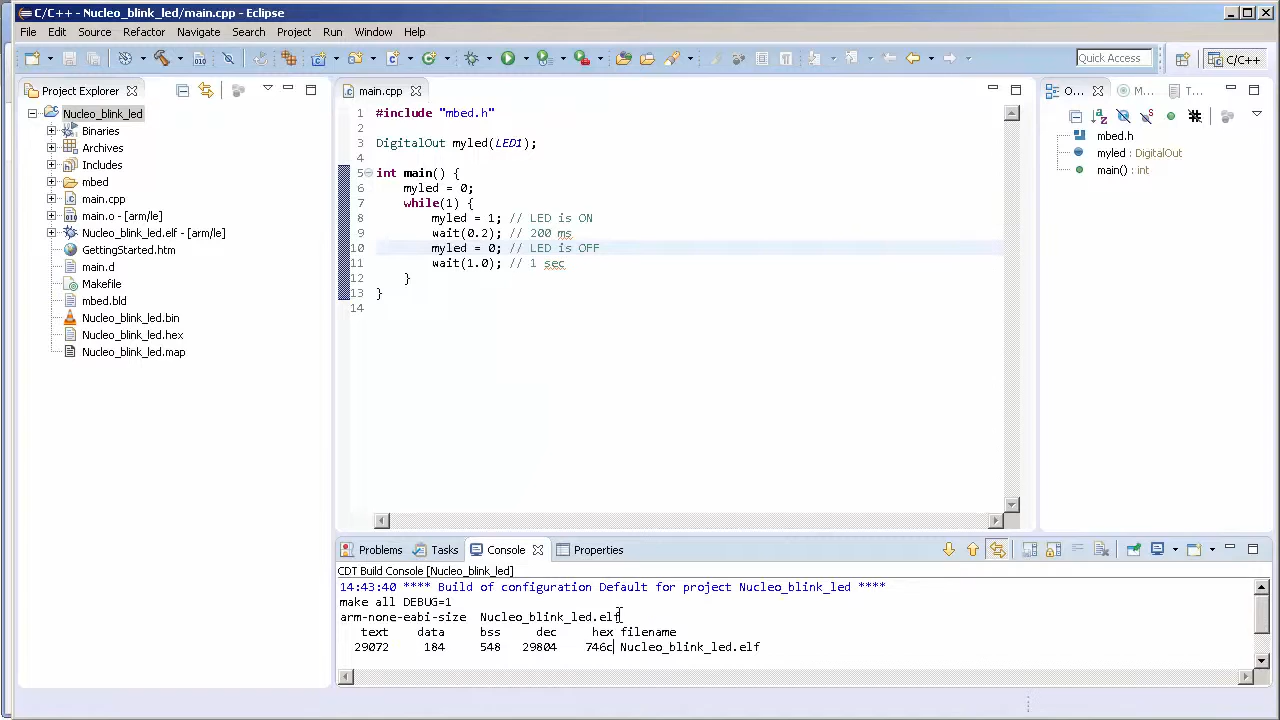 C/C++ - Nucleo_blink_led/main.cpp - Eclipse
File Edit Source Refactor Navigate Search Project Run Window Help
Quick Access
C/C++
Project Explorer
Nucleo_blink_led
Binaries
Archives
Includes
mbed
main.cpp
main.o - [arm/le]
Nucleo_blink_led.elf - [arm/le]
GettingStarted.htm
main.d
Makefile
mbed.bld
Nucleo_blink_led.bin
Nucleo_blink_led.hex
Nucleo_blink_led.map
main.cpp
1 #include "mbed.h"
2
3 DigitalOut myled(LED1);
4
5 int main() {
6 myled = 0;
7 while(1) {
8 myled = 1; // LED is ON
9 wait(0.2); // 200 ms
10 myled = 0; // LED is OFF
11 wait(1.0); // 1 sec
12 }
13 }
14
O... M... T...
mbed.h
myled : DigitalOut
main() : int
Problems Tasks Console Properties
CDT Build Console [Nucleo_blink_led]
14:43:40 **** Build of configuration Default for project Nucleo_blink_led ****
make all DEBUG=1
arm-none-eabi-size Nucleo_blink_led.elf
text data bss dec hex filename
29072 184 548 29804 746c Nucleo_blink_led.elf